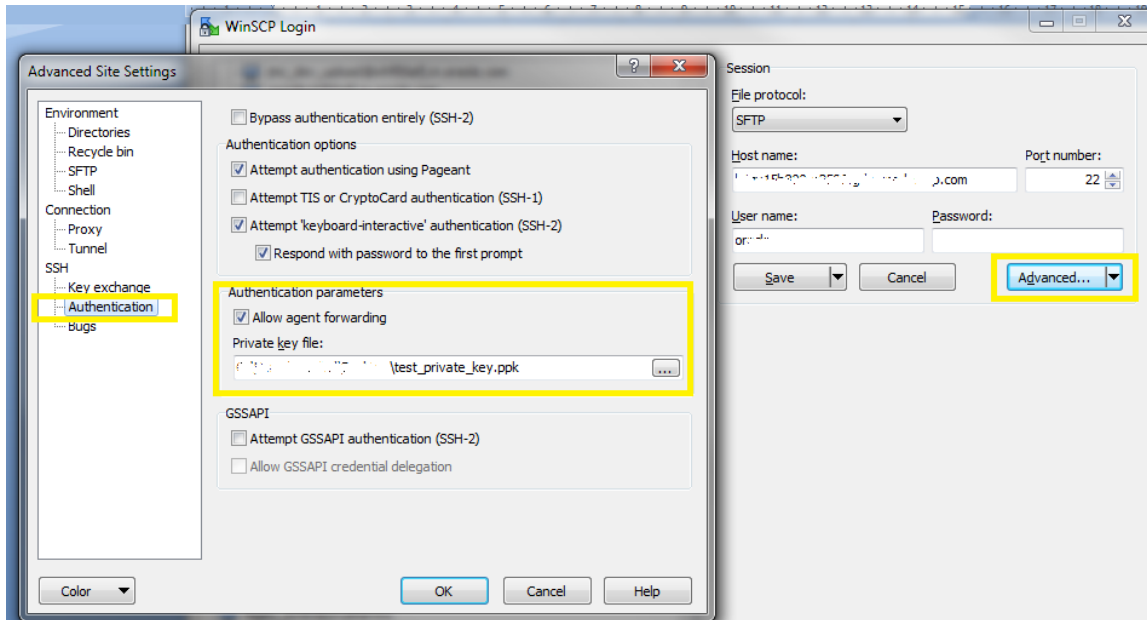 WinSCP Login
Advanced Site Settings
Environment
Directories
Recycle bin
SFTP
Shell
Connection
Proxy
Tunnel
SSH
Key exchange
Authentication
Bugs
Bypass authentication entirely (SSH-2)
Authentication options
Attempt authentication using Pageant
Attempt TIS or CryptoCard authentication (SSH-1)
Attempt 'keyboard-interactive' authentication (SSH-2)
Respond with password to the first prompt
Authentication parameters
Allow agent forwarding
Private key file:
\test_private_key.ppk
...
GSSAPI
Attempt GSSAPI authentication (SSH-2)
Allow GSSAPI credential delegation
Color
OK
Cancel
Help
Session
File protocol:
SFTP
Host name:
Port number:
.com
22
User name:
Password:
Save
Cancel
Advanced...